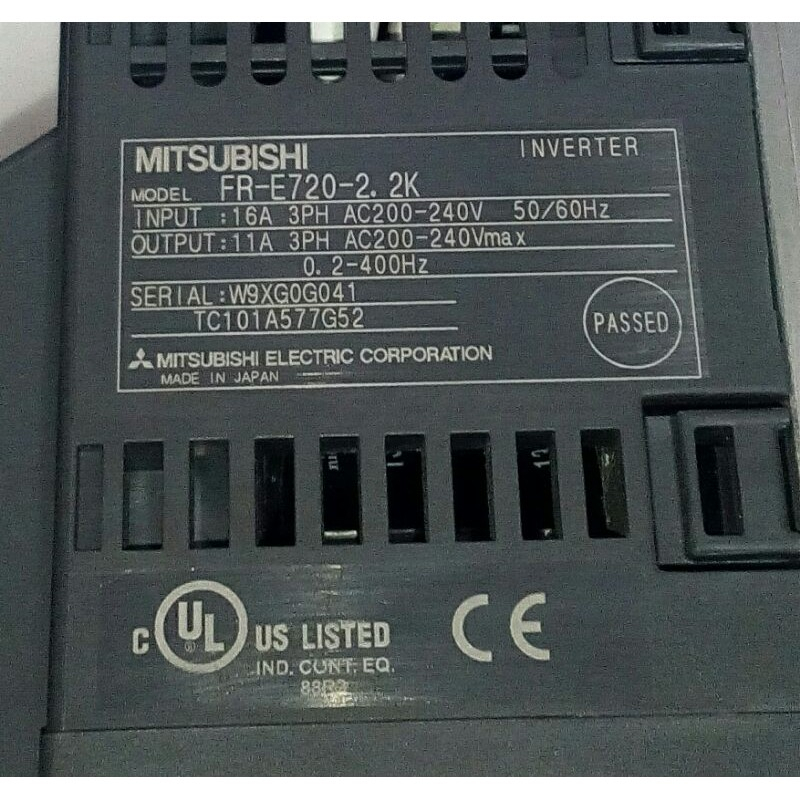 MITSUBISHI INVERTER
MODEL FR-E720-2.2K
INPUT :16A 3PH AC200-240V 50/60Hz
OUTPUT:11A 3PH AC200-240Vmax
0.2-400Hz
SERIAL:W9XG0G041
TC101A577G52
PASSED
MITSUBISHI ELECTRIC CORPORATION
MADE IN JAPAN
C UL ® US LISTED CE
IND. CONT. EQ.